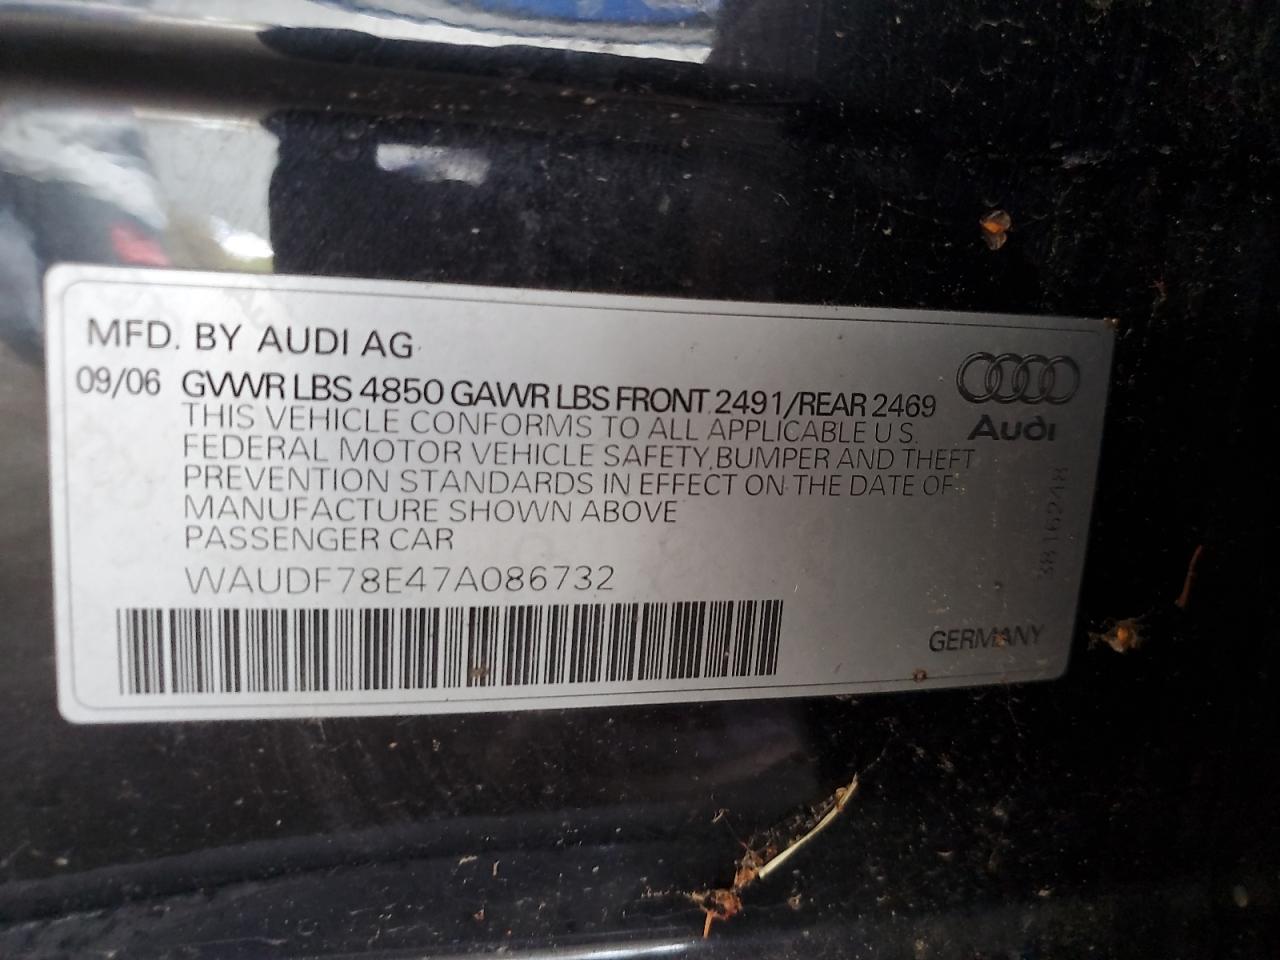 MFD. BY AUDI AG
09/06 GVWR LBS 4850 GAWR LBS FRONT 2491/REAR 2469
THIS VEHICLE CONFORMS TO ALL APPLICABLE U.S.
FEDERAL MOTOR VEHICLE SAFETY, BUMPER AND THEFT
PREVENTION STANDARDS IN EFFECT ON THE DATE OF
MANUFACTURE SHOWN ABOVE
PASSENGER CAR
WAUDF78E47A086732
Audi
3816248
GERMANY